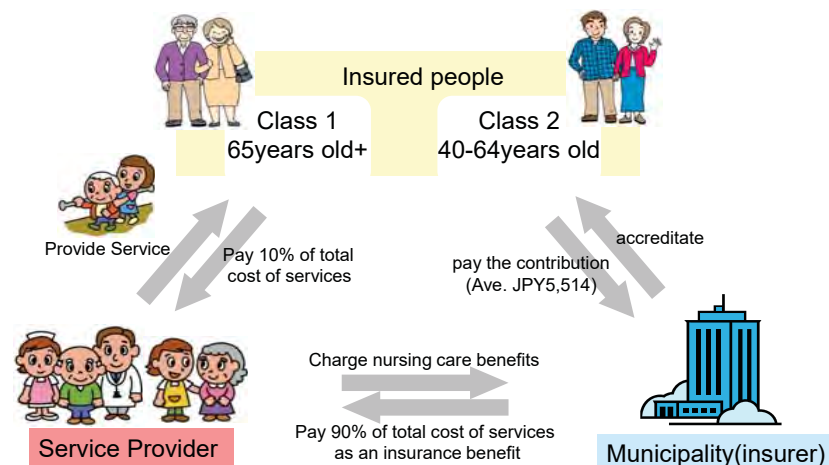 Insured people
Class 1
65years old+
Class 2
40-64years old
Provide Service
Pay 10% of total
cost of services
pay the contribution
(Ave. JPY5,514)
accreditate
Charge nursing care benefits
Pay 90% of total cost of services
as an insurance benefit
Service Provider
Municipality(insurer)